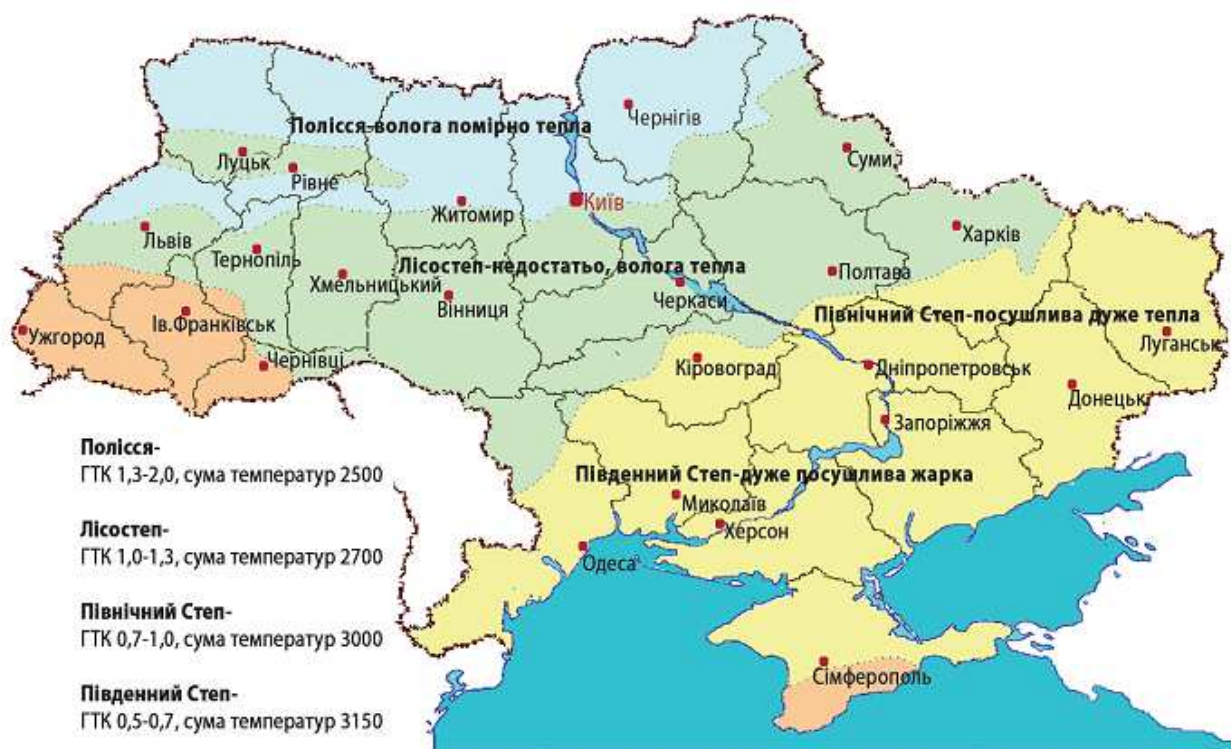 Чернігів
Полісся-волога помірно тепла
Луцьк
Суми
Рівне
Житомир
Київ
Львів
Харків
Тернопіль
Лісостеп-недостатьо, волога тепла
Хмельницький
Полтава
Вінниця
Черкаси
Ів.Франківськ
Північний Степ-посушлива дуже тепла
Ужгород
Луганськ
Чернівці
Кіровоград
Дніпропетровськ
Донецьк
Запоріжжя
Південний Степ-дуже посушлива жарка
Миколаїв
Херсон
Одеса
Сімферополь
Полісся-
ГТК 1,3-2,0, сума температур 2500
Лісостеп-
ГТК 1,0-1,3, сума температур 2700
Північний Степ-
ГТК 0,7-1,0, сума температур 3000
Південний Степ-
ГТК 0,5-0,7, сума температур 3150